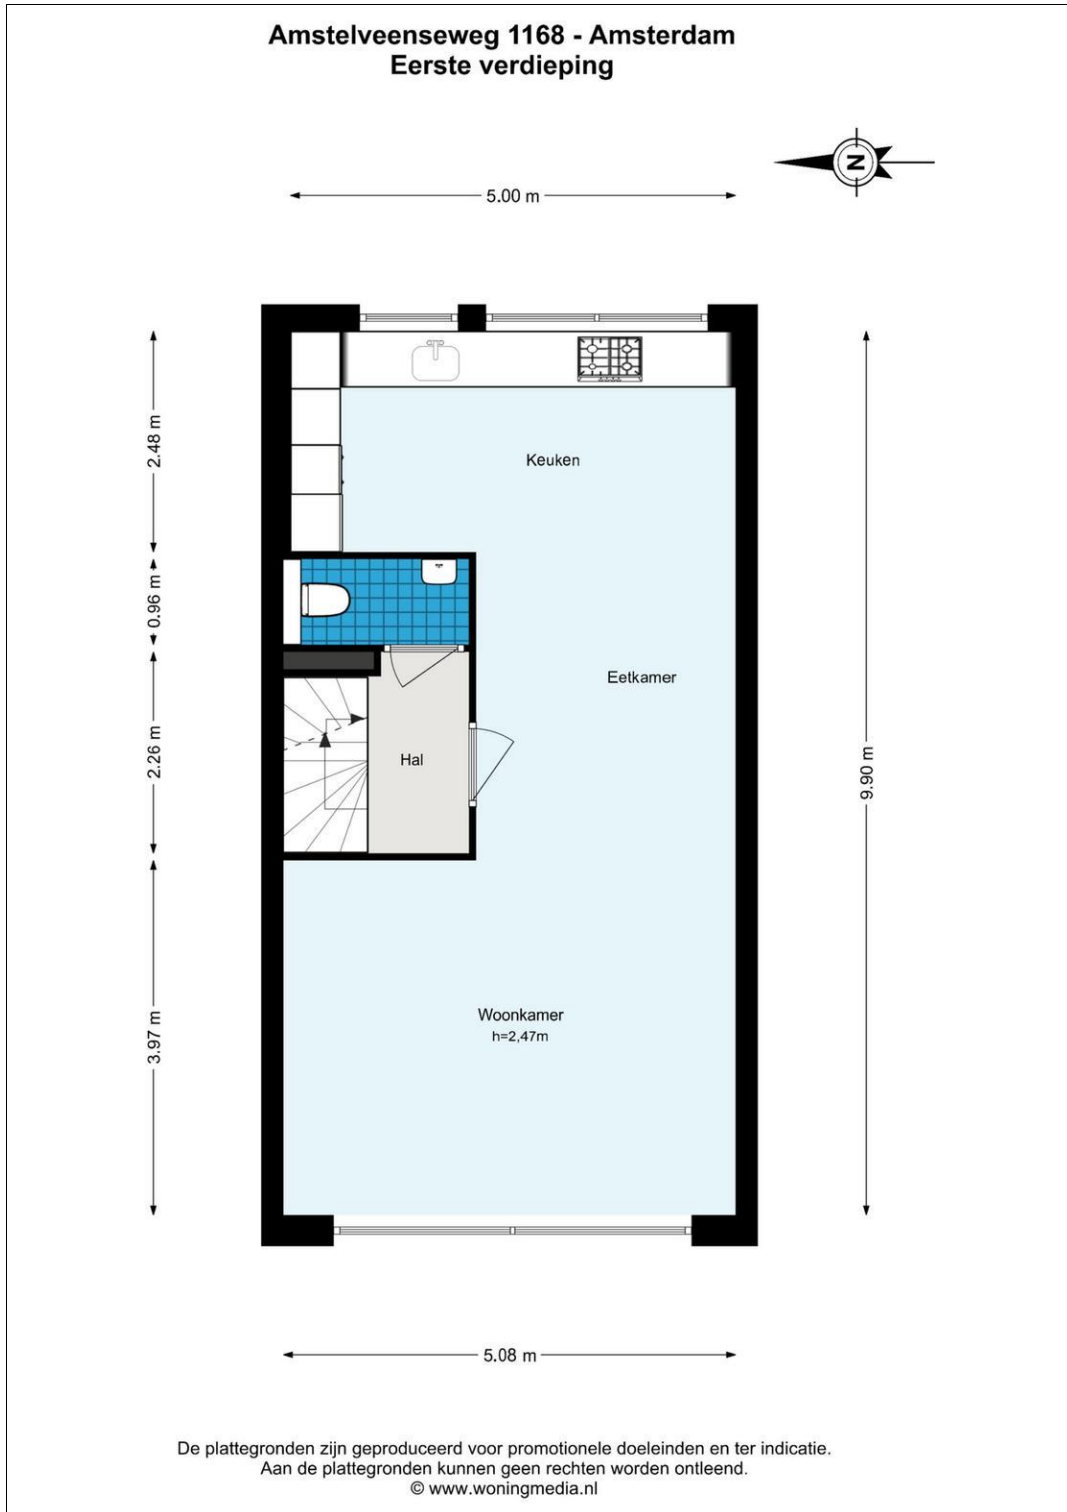 Amstelveenseweg 1168 - Amsterdam
Eerste verdieping
N
5.00 m
2.48 m
Keuken
0.96 m
Eetkamer
2.26 m
Hal
9.90 m
Woonkamer
h=2,47m
3.97 m
5.08 m
De plattegronden zijn geproduceerd voor promotionele doeleinden en ter indicatie.
Aan de plattegronden kunnen geen rechten worden ontleend.
© www.woningmedia.nl